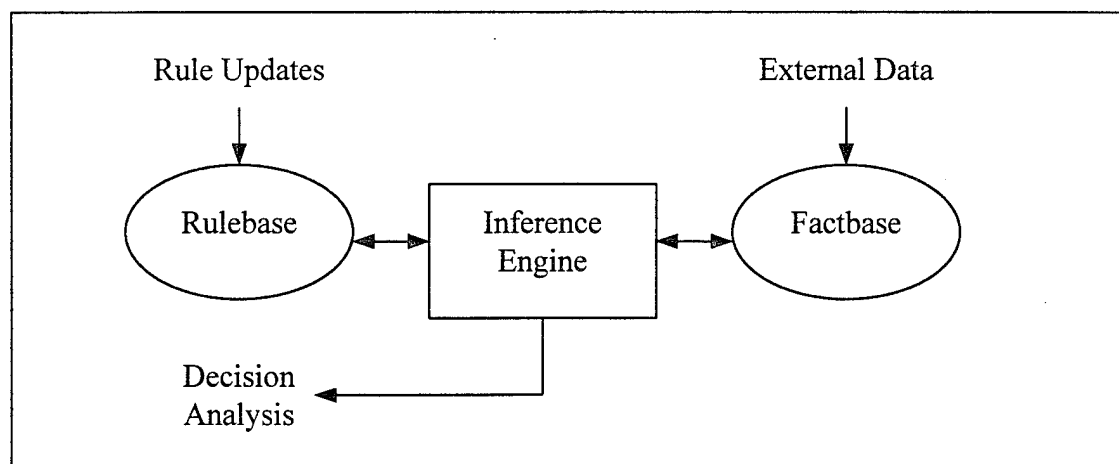 Rule Updates
External Data
Rulebase
Inference
Engine
Factbase
Decision
Analysis